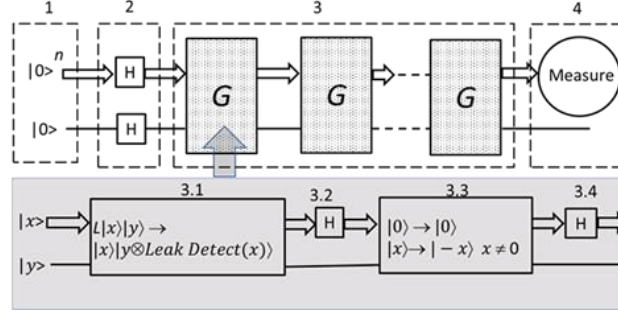 1
2
3
4
|0> n
H
G
G
G
Measure
|0>
H
3.1
3.2
3.3
3.4
|x>
L|x⟩|y⟩ →
|x⟩|y⊗Leak Detect(x)⟩
H
|0⟩ → |0⟩
|x⟩ → |−x⟩ x ≠ 0
H
|y>